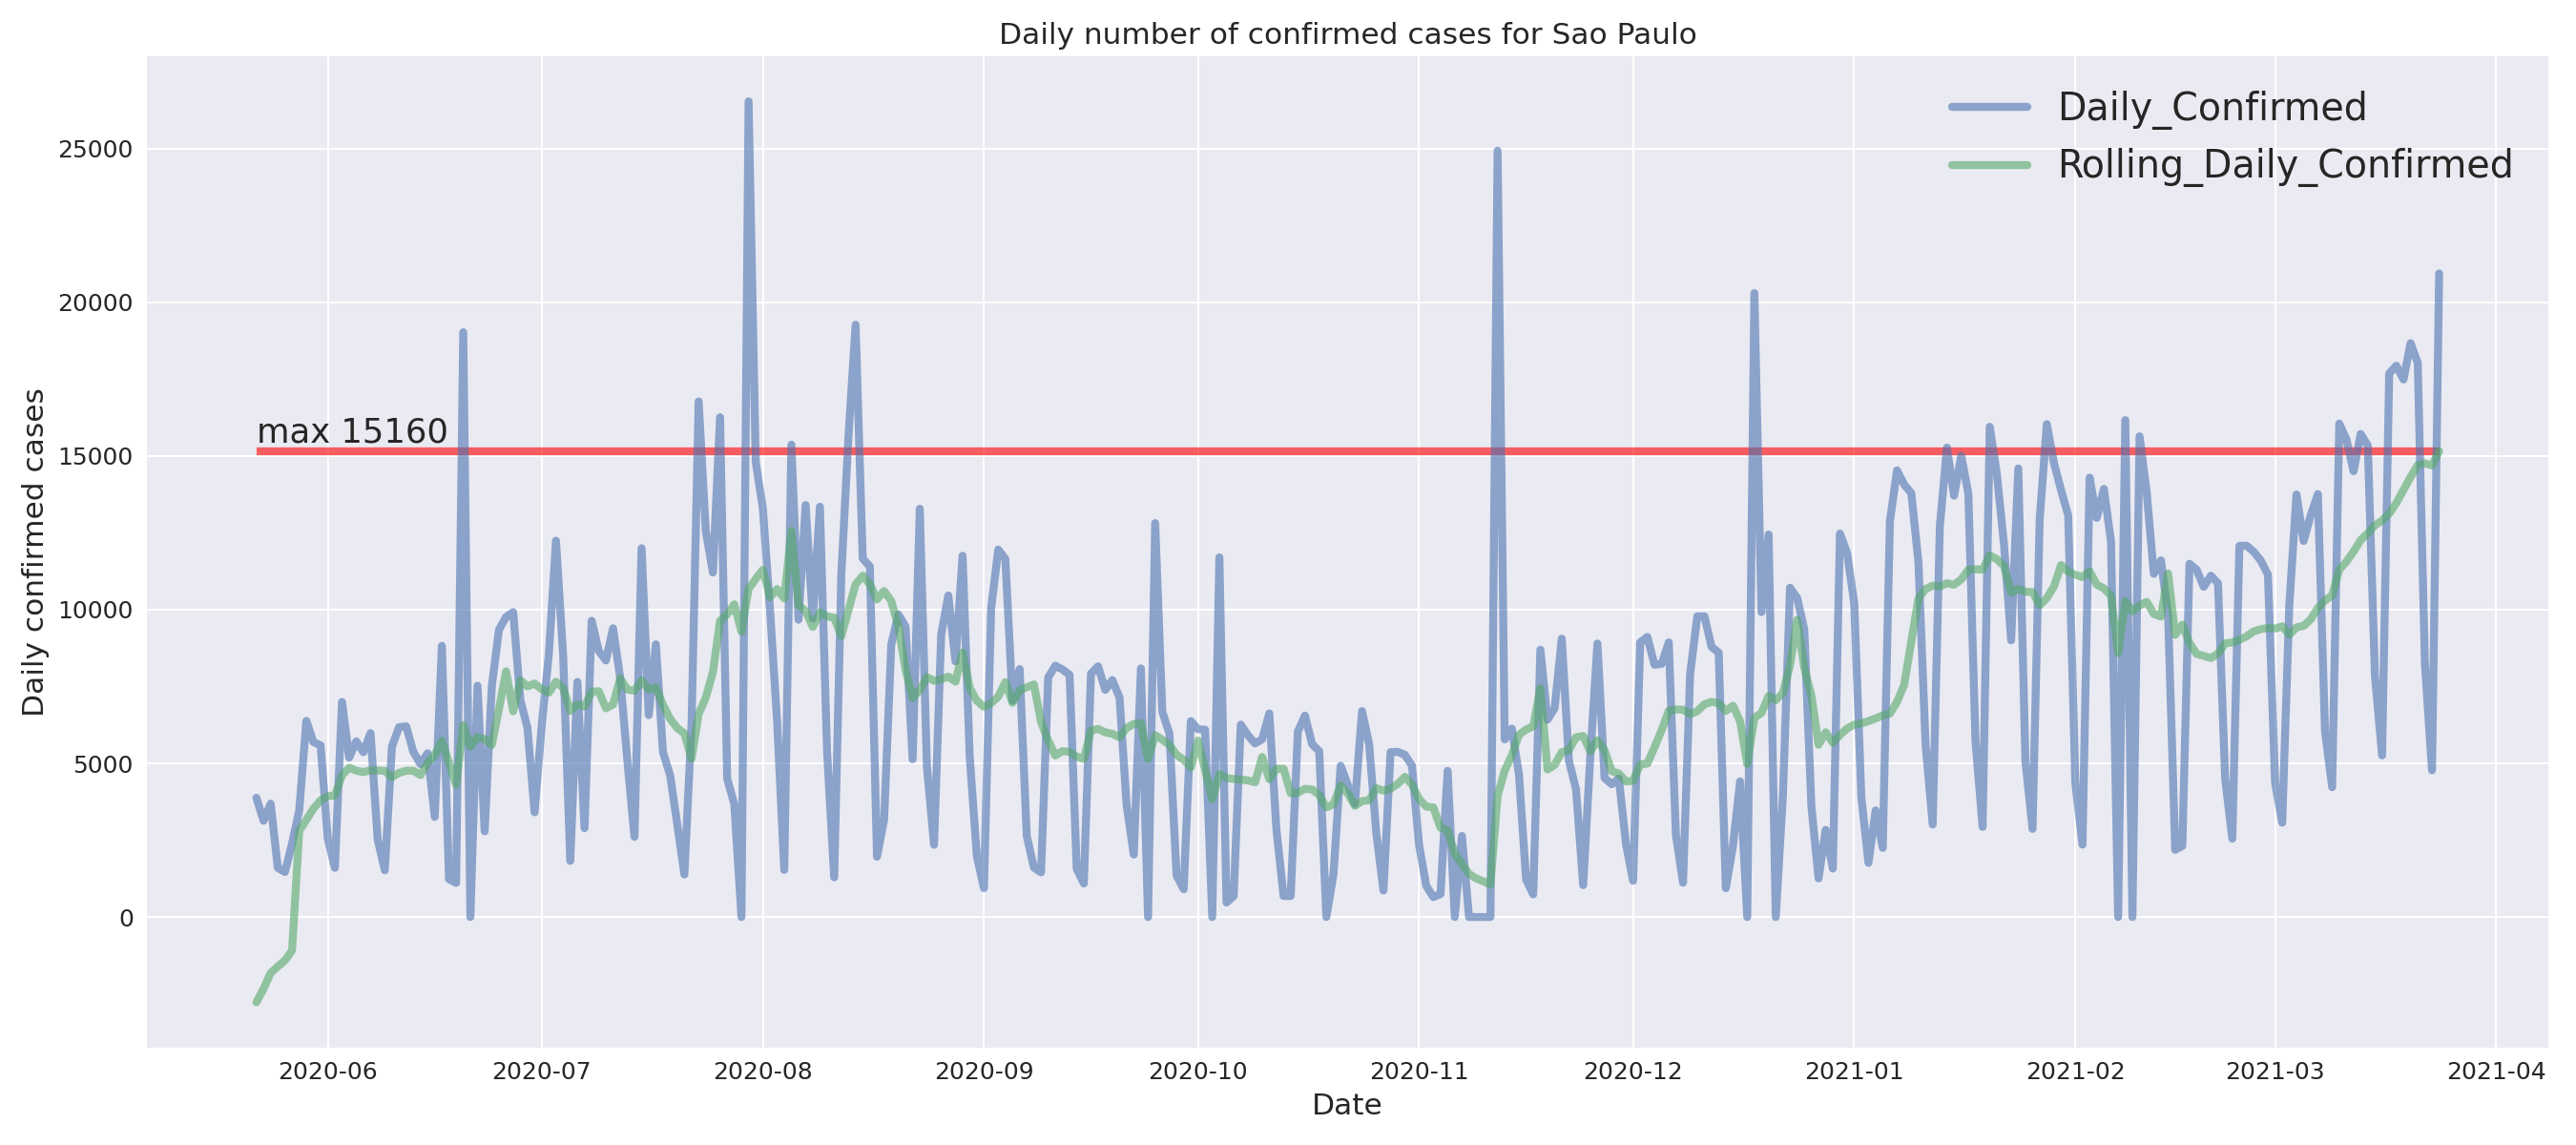 Daily number of confirmed cases for Sao Paulo
Daily_Confirmed
Rolling_Daily_Confirmed
25000
20000
max 15160
15000
10000
5000
0
Daily confirmed cases
2020-06 2020-07 2020-08 2020-09 2020-10 2020-11 2020-12 2021-01 2021-02 2021-03 2021-04
Date